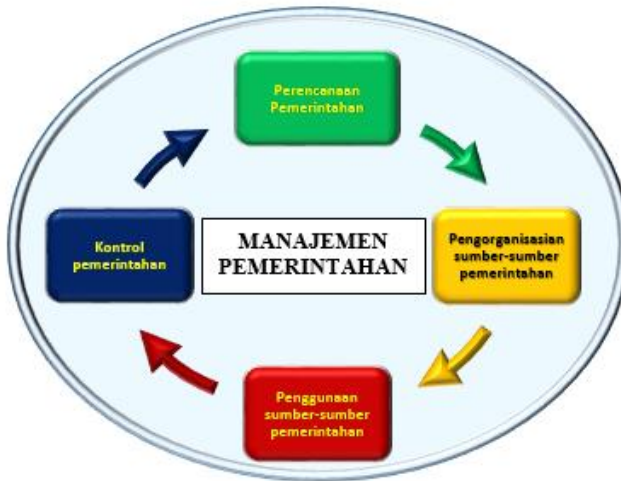 Perencanaan
Pemerintahan
Kontrol
pemerintahan
MANAJEMEN
PEMERINTAHAN
Pengorganisasian
sumber-sumber
pemerintahan
Penggunaan
sumber-sumber
pemerintahan